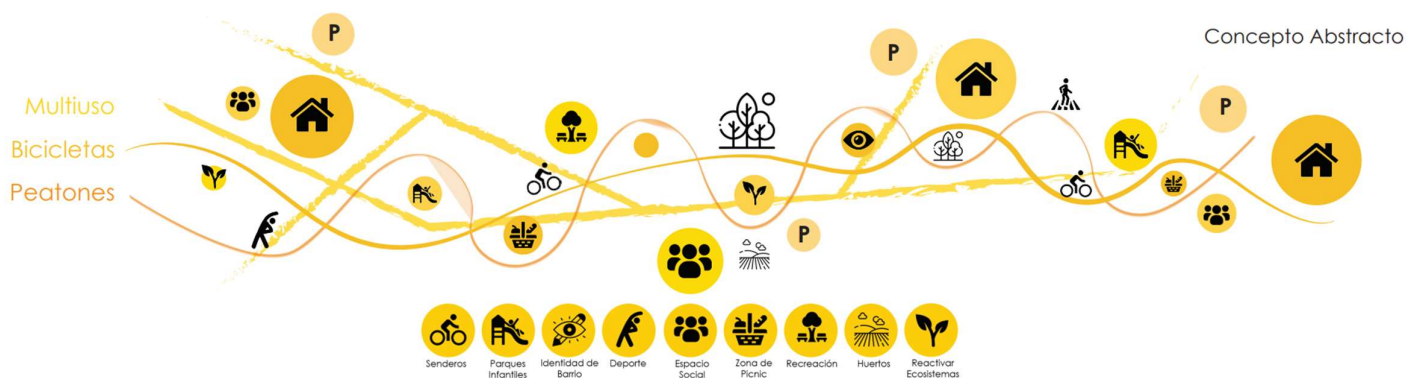 P
Concepto Abstracto
P
Multiuso
P
Bicicletas
Peatones
P
Senderos
Parques
Infantiles
Identidad de
Barrio
Deporte
Espacio
Social
Zona de
Picnic
Recreación
Huertos
Reactivar
Ecosistemas